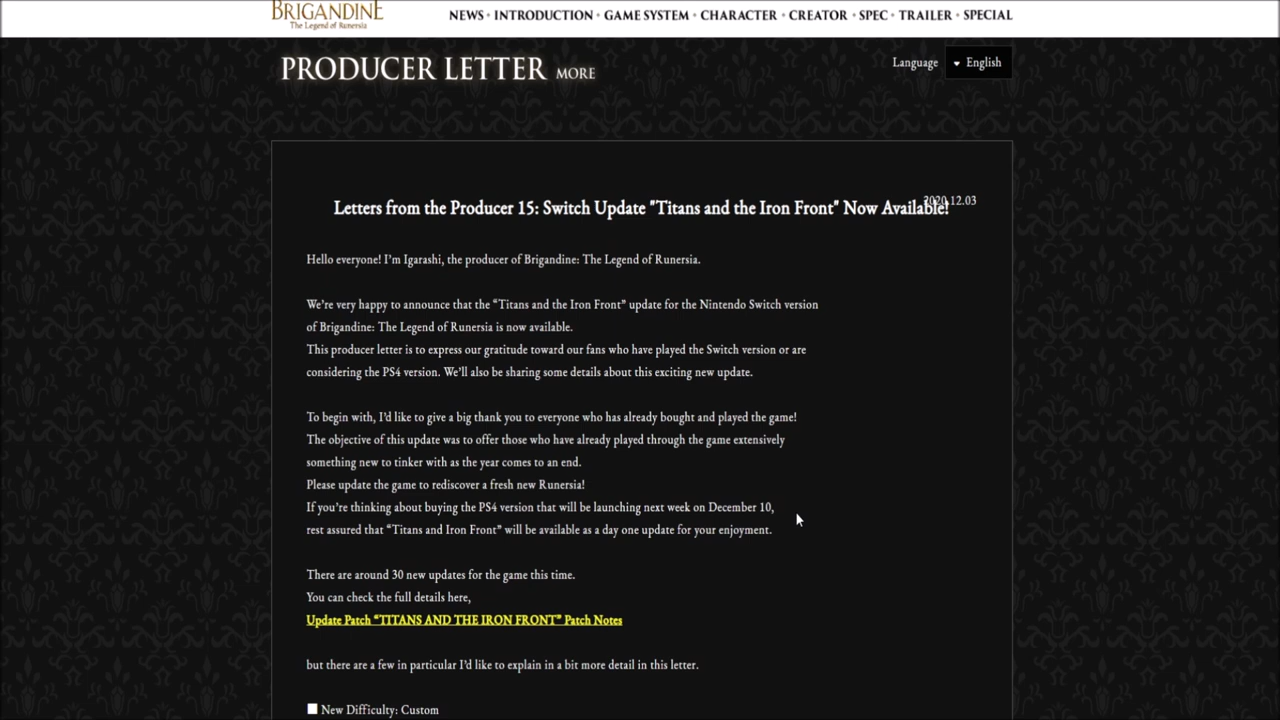 BRIGANDINE
The Legend of Runersia
NEWS • INTRODUCTION • GAME SYSTEM • CHARACTER • CREATOR • SPEC • TRAILER • SPECIAL
PRODUCER LETTER MORE
Language English
2020.12.03
Letters from the Producer 15: Switch Update "Titans and the Iron Front" Now Available!
Hello everyone! I'm Igarashi, the producer of Brigandine: The Legend of Runersia.
We're very happy to announce that the “Titans and the Iron Front” update for the Nintendo Switch version
of Brigandine: The Legend of Runersia is now available.
This producer letter is to express our gratitude toward our fans who have played the Switch version or are
considering the PS4 version. We'll also be sharing some details about this exciting new update.
To begin with, I'd like to give a big thank you to everyone who has already bought and played the game!
The objective of this update was to offer those who have already played through the game extensively
something new to tinker with as the year comes to an end.
Please update the game to rediscover a fresh new Runersia!
If you're thinking about buying the PS4 version that will be launching next week on December 10,
rest assured that “Titans and Iron Front” will be available as a day one update for your enjoyment.
There are around 30 new updates for the game this time.
You can check the full details here,
Update Patch “TITANS AND THE IRON FRONT” Patch Notes
but there are a few in particular I'd like to explain in a bit more detail in this letter.
New Difficulty: Custom